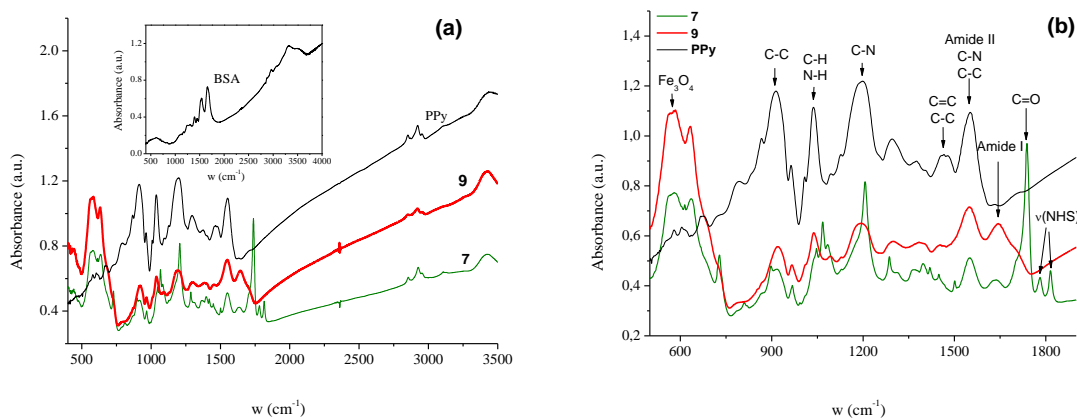 (a)
2.0
1.6
1.2
0.8
0.4
Absorbance (a.u.)
500 1000 1500 2000 2500 3000 3500
w (cm-1)
1.2
0.8
0.4
0.0
Absorbance (a.u.)
500 1000 1500 2000 2500 3000 3500 4000
w (cm-1)
BSA
PPy
9
7
(b)
7
9
PPy
1,4
1,2
1,0
0,8
0,6
0,4
0,2
Absorbance (a.u.)
600 900 1200 1500 1800
w (cm-1)
Fe3O4
C-C
C-H
N-H
C-N
Amide II
C-N
C-C
C=C
C-C
C=O
Amide I
ν(NHS)